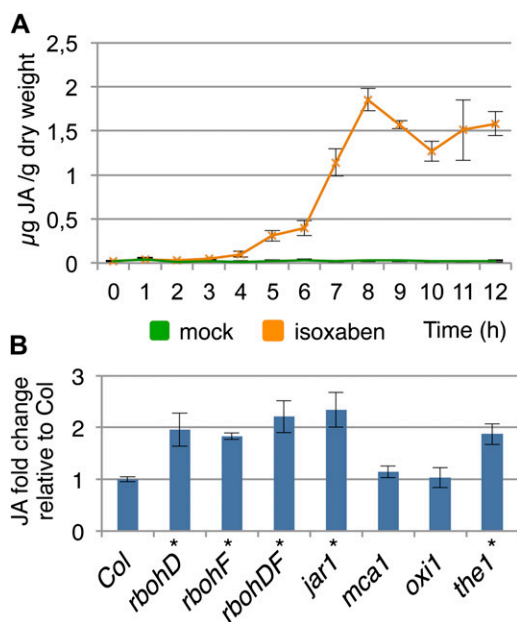 A
µg JA /g dry weight
2,5
2
1,5
1
0,5
0
0 1 2 3 4 5 6 7 8 9 10 11 12
mock isoxaben Time (h)
B
JA fold change
relative to Col
3
2
1
0
Col rbohD* rbohF* rbohDF* jar1* mca1 oxi1 the1*